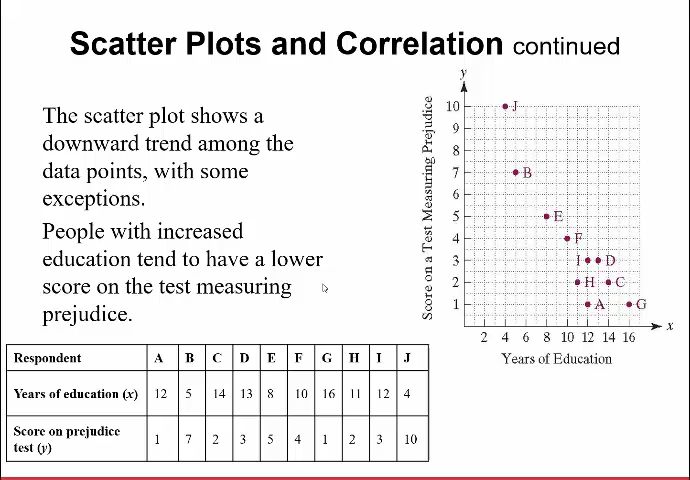 Scatter Plots and Correlation continued
The scatter plot shows a
downward trend among the
data points, with some
exceptions.
People with increased
education tend to have a lower
score on the test measuring
prejudice.
y
Score on a Test Measuring Prejudice
10
9
8
7
6
5
4
3
2
1
J
B
E
F
I D
H C
A G
x
2 4 6 8 10 12 14 16
Years of Education
Respondent A B C D E F G H I J
Years of education (x) 12 5 14 13 8 10 16 11 12 4
Score on prejudice
test (y) 1 7 2 3 5 4 1 2 3 10